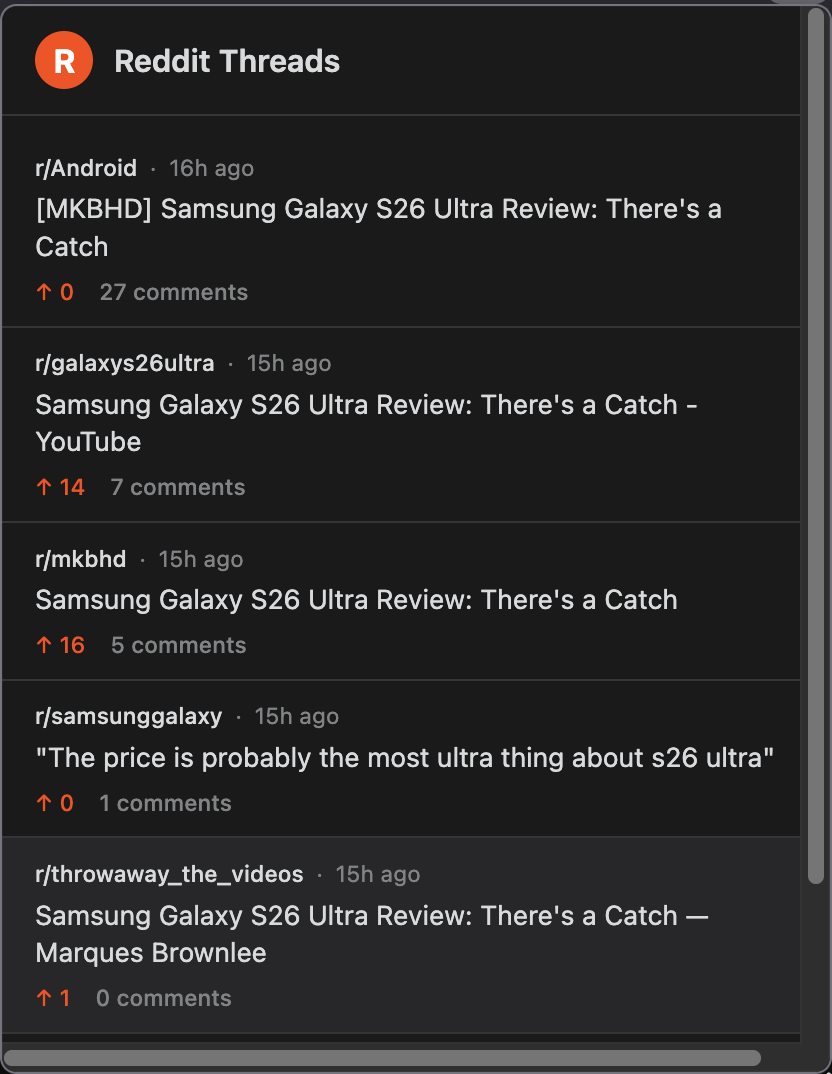 R Reddit Threads
r/Android · 16h ago
[MKBHD] Samsung Galaxy S26 Ultra Review: There's a
Catch
↑ 0 27 comments
r/galaxys26ultra · 15h ago
Samsung Galaxy S26 Ultra Review: There's a Catch -
YouTube
↑ 14 7 comments
r/mkbhd · 15h ago
Samsung Galaxy S26 Ultra Review: There's a Catch
↑ 16 5 comments
r/samsunggalaxy · 15h ago
"The price is probably the most ultra thing about s26 ultra"
↑ 0 1 comments
r/throwaway_the_videos · 15h ago
Samsung Galaxy S26 Ultra Review: There's a Catch —
Marques Brownlee
↑ 1 0 comments